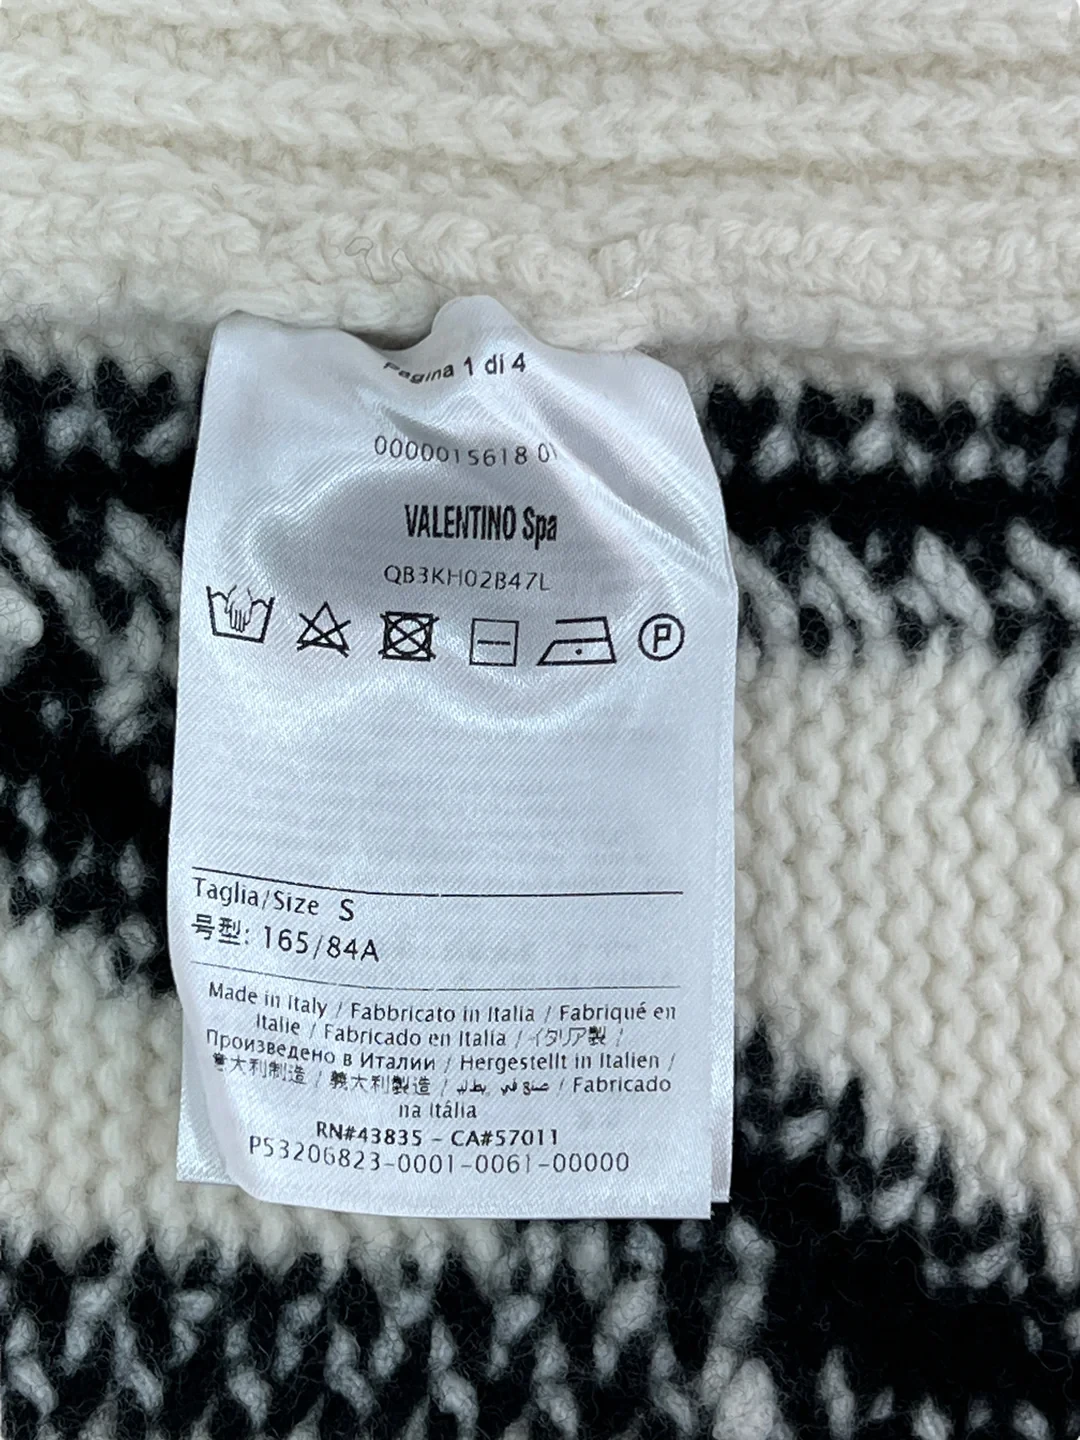 Pagina 1 di 4
0000015618 01
VALENTINO Spa
QB3KH02B47L
P
Taglia/Size S
号型: 165/84A
Made in Italy / Fabbricato in Italia / Fabriqué en
Italie / Fabricado en Italia / イタリア製 /
Произведено в Италии / Hergestellt in Italien /
意大利制造 / 義大利製造 / صنع في يطليا / Fabricado
na Itália
RN#43835 - CA#57011
P53206823-0001-0061-00000